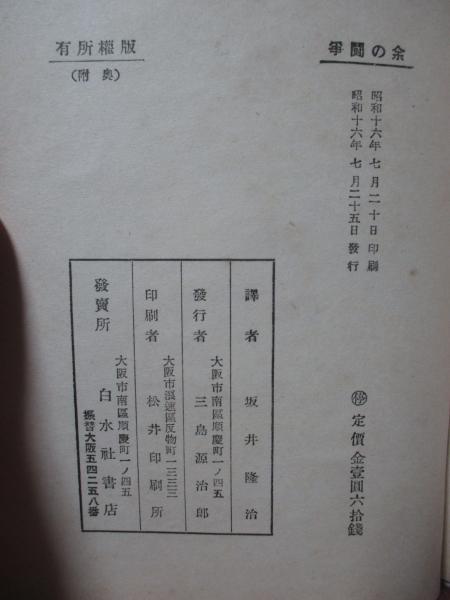 余の鬪爭
版權所有
(奥附)
昭和十六年七月二十日印刷
昭和十六年七月二十五日發行
㊕定價金壹圓六拾錢
譯者 坂井隆治
大阪市南區順慶町一ノ四五
發行者 三島源治郎
大阪市浪速區反物町一三三三
印刷者 松井印刷所
發賣所
大阪市南區順慶町一ノ四五
白水社書店
振替大阪五四二五八番